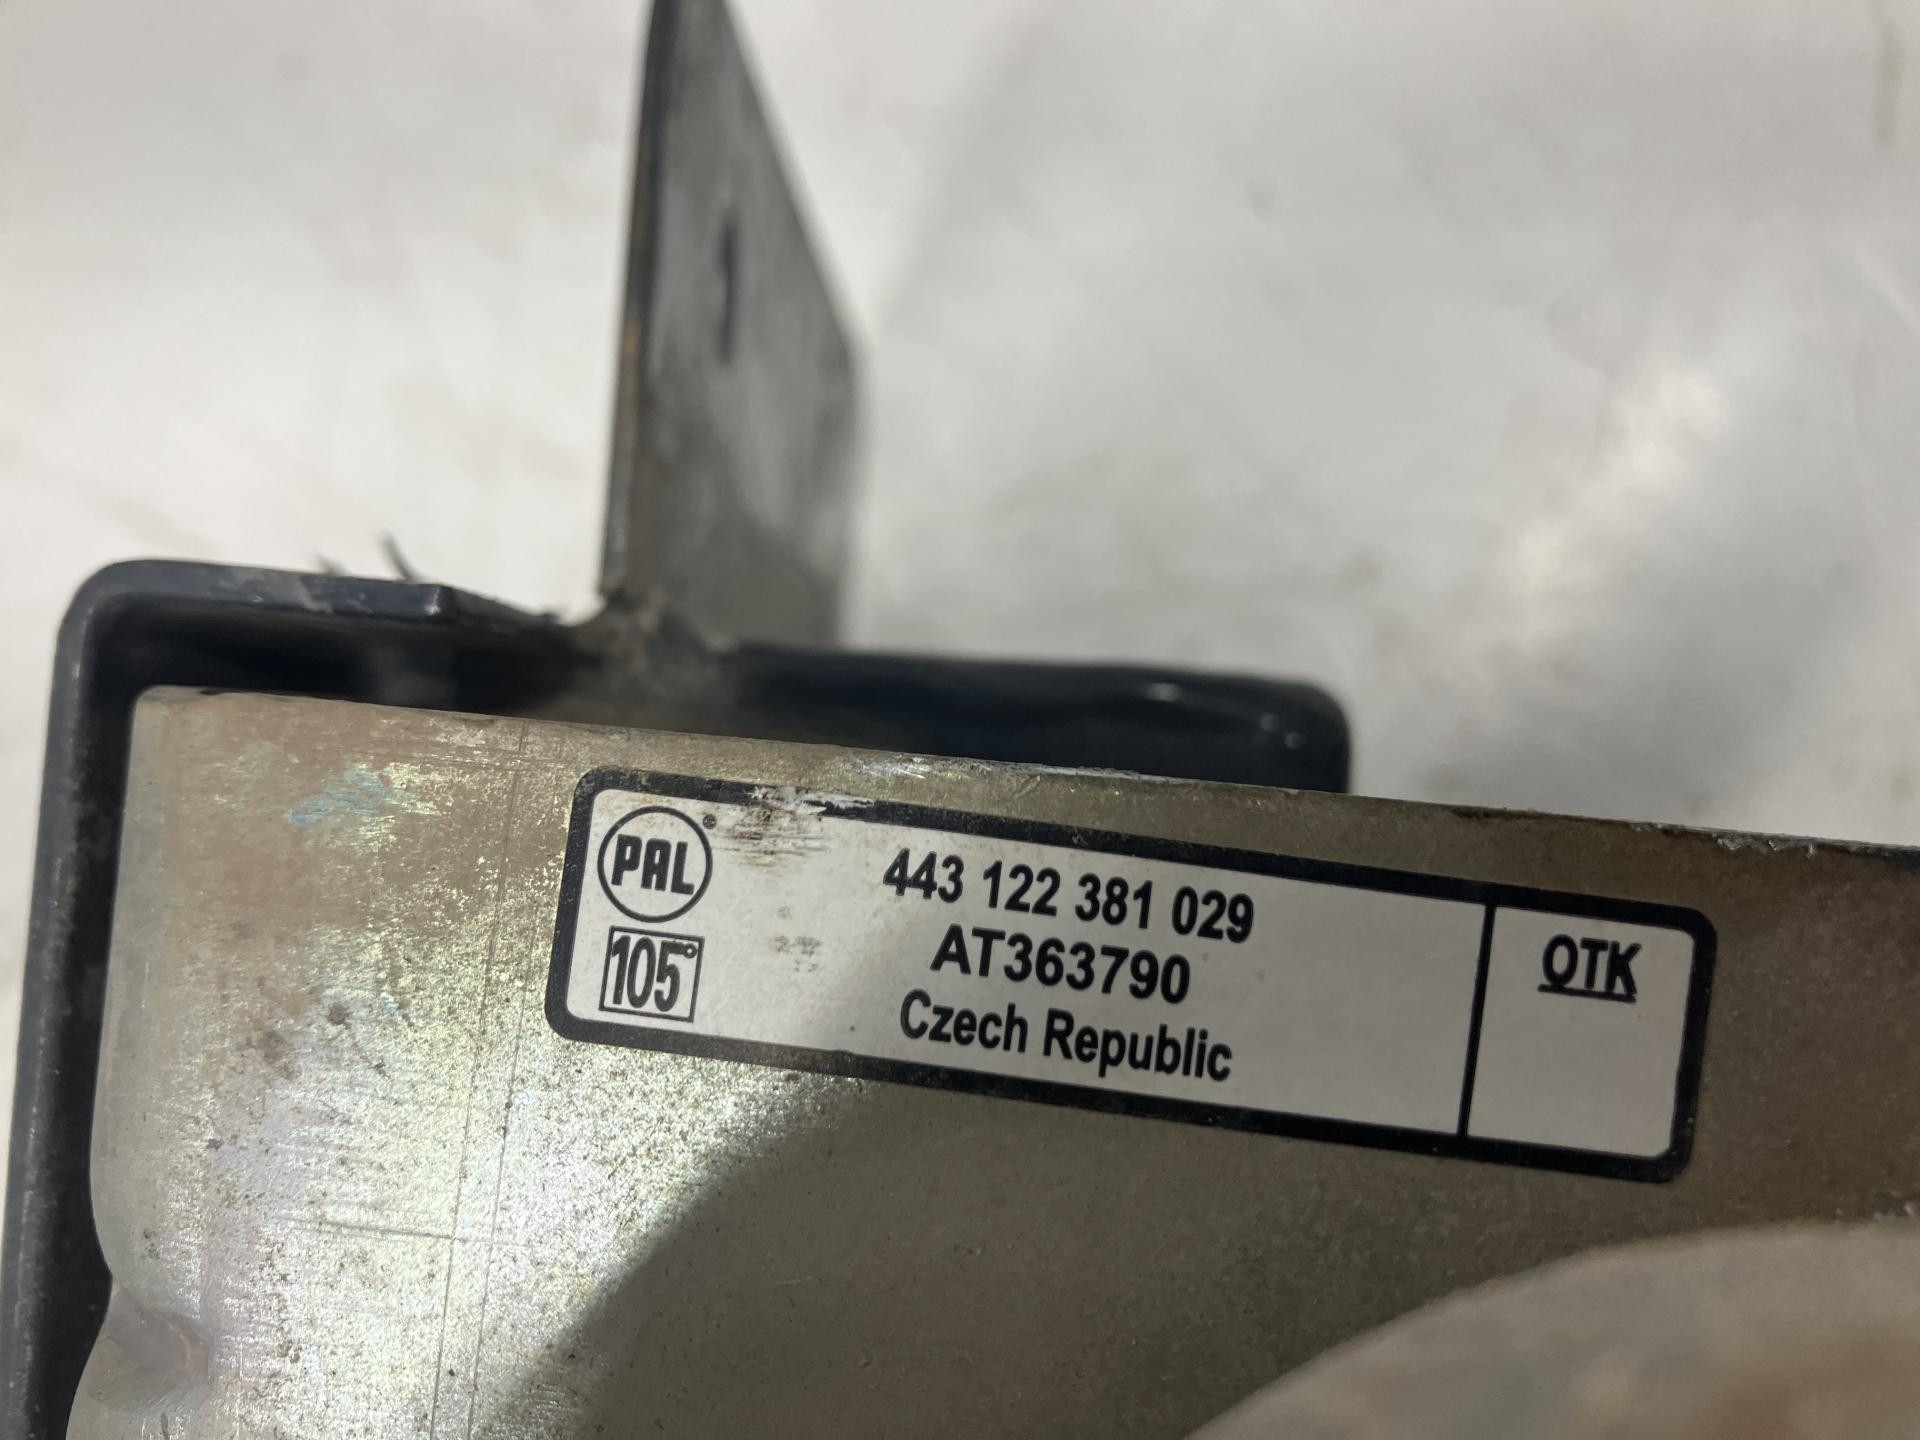 PAL®
105°
443 122 381 029
AT363790
Czech Republic
OTK